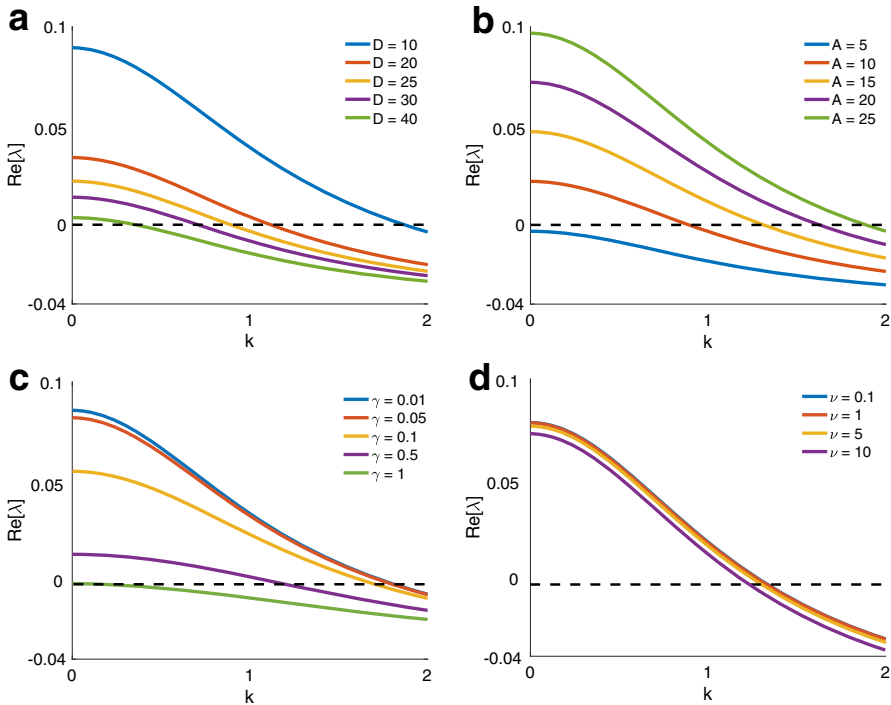 a
0.1
0.05
0
-0.04
Re[λ]
0
1
2
k
D = 10
D = 20
D = 25
D = 30
D = 40
b
0.1
0.05
0
-0.04
Re[λ]
0
1
2
k
A = 5
A = 10
A = 15
A = 20
A = 25
c
0.1
0.05
0
-0.04
Re[λ]
0
1
2
k
γ = 0.01
γ = 0.05
γ = 0.1
γ = 0.5
γ = 1
d
0.1
0.05
0
-0.04
Re[λ]
0
1
2
k
ν = 0.1
ν = 1
ν = 5
ν = 10